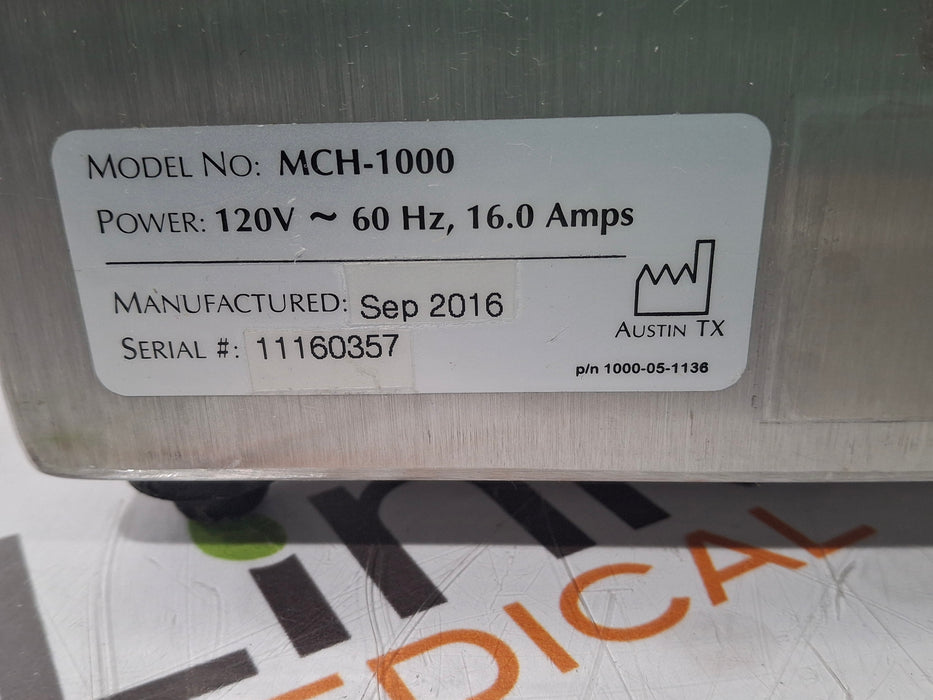 MODEL NO: MCH-1000
POWER: 120V ~ 60 Hz, 16.0 Amps
MANUFACTURED: Sep 2016
SERIAL #: 11160357
AUSTIN TX
p/n 1000-05-1136